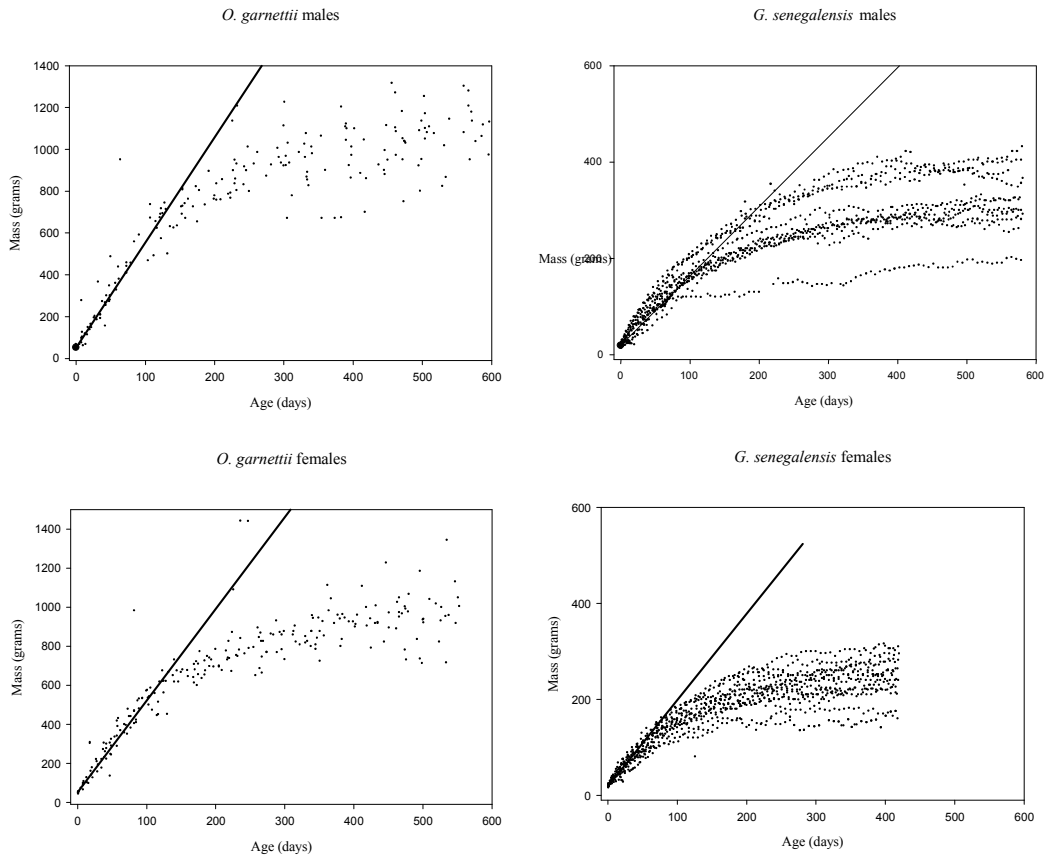 O. garnettii males
1400
1200
1000
800
600
400
200
0
Mass (grams)
0 100 200 300 400 500 600
Age (days)
G. senegalensis males
600
400
200
0
Mass (grams)
0 100 200 300 400 500 600
Age (days)
O. garnettii females
1400
1200
1000
800
600
400
200
0
Mass (grams)
0 100 200 300 400 500 600
Age (days)
G. senegalensis females
600
400
200
0
Mass (grams)
0 100 200 300 400 500 600
Age (days)